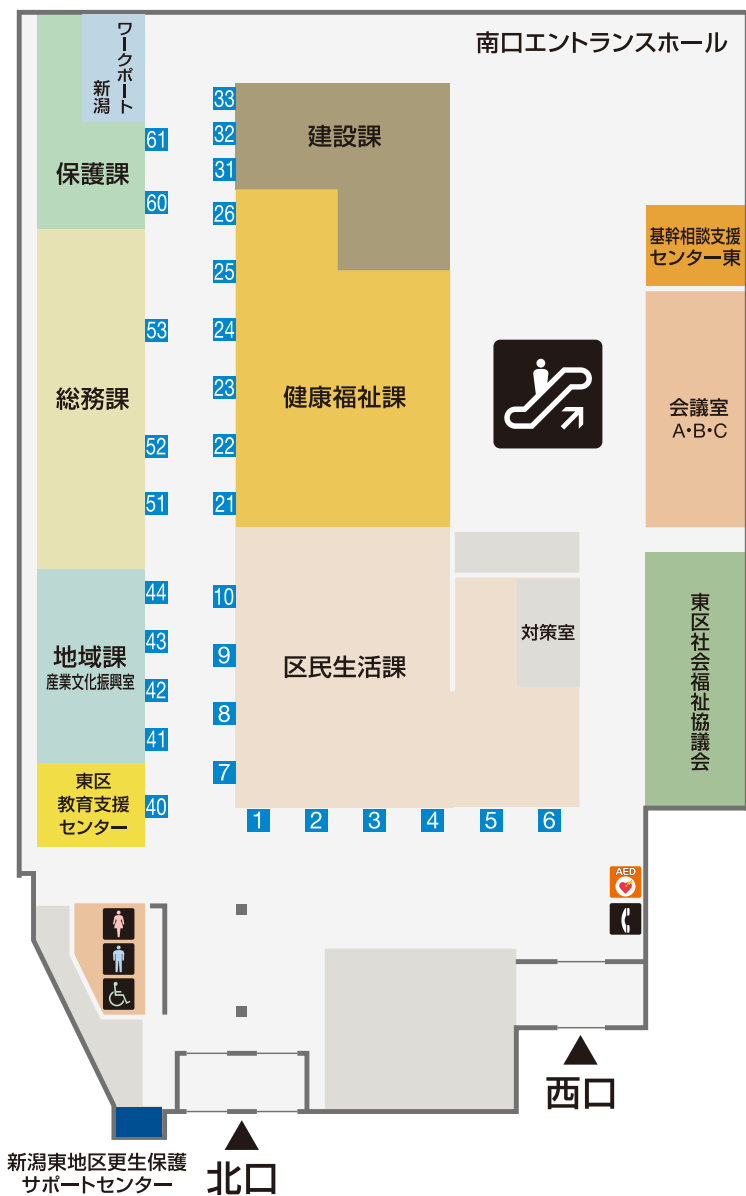 南口エントランスホール
ワークポート
新潟
保護課
61
60
33
32
31
26
25
24
23
22
21
建設課
健康福祉課
基幹相談支援
センター東
会議室
A・B・C
総務課
53
52
51
地域課
産業文化振興室
44
43
42
41
東区
教育支援
センター
40
10
9
8
7
区民生活課
対策室
1
2
3
4
5
6
東区社会福祉協議会
AED
西口
北口
新潟東地区更生保護
サポートセンター